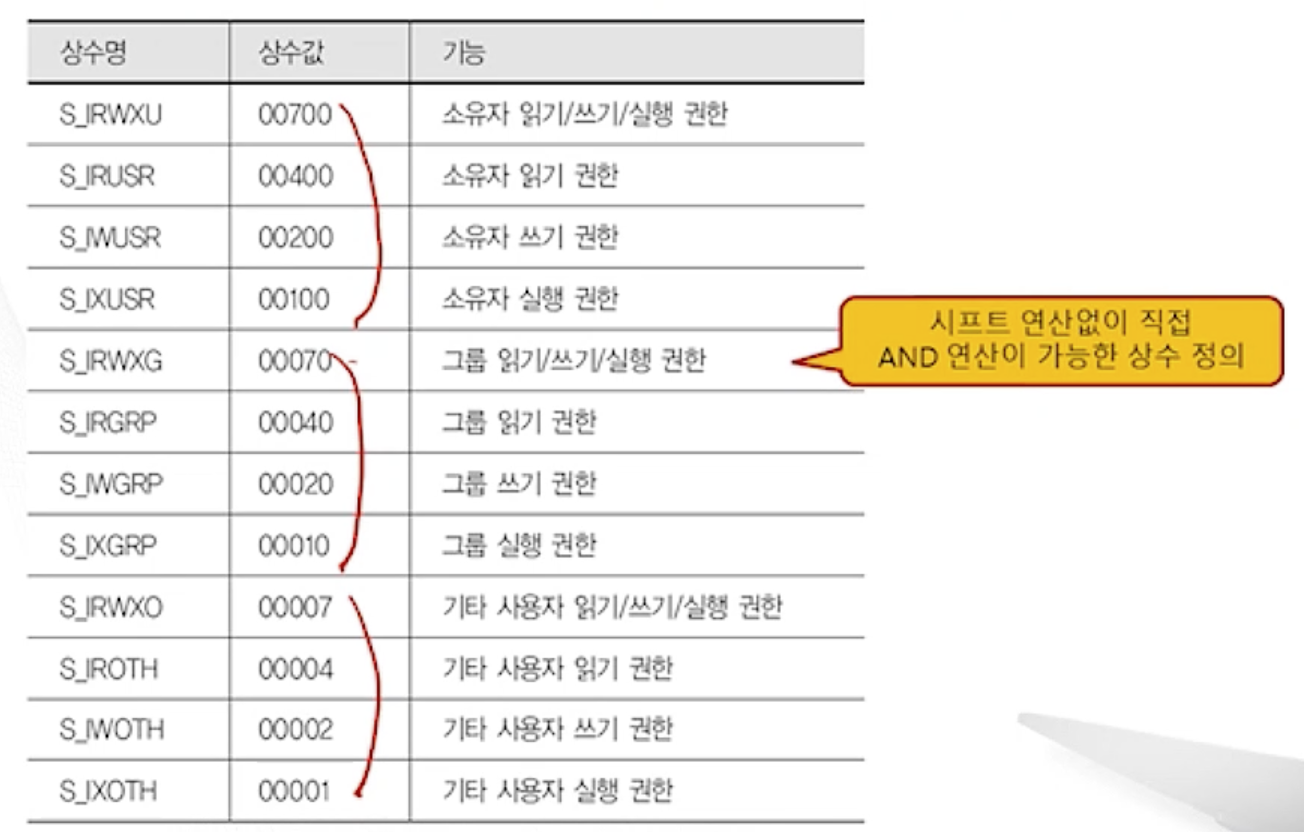 상수명 상수값 기능
S_IRWXU 00700 소유자 읽기/쓰기/실행 권한
S_IRUSR 00400 소유자 읽기 권한
S_IWUSR 00200 소유자 쓰기 권한
S_IXUSR 00100 소유자 실행 권한
S_IRWXG 00070 그룹 읽기/쓰기/실행 권한
S_IRGRP 00040 그룹 읽기 권한
S_IWGRP 00020 그룹 쓰기 권한
S_IXGRP 00010 그룹 실행 권한
S_IRWXO 00007 기타 사용자 읽기/쓰기/실행 권한
S_IROTH 00004 기타 사용자 읽기 권한
S_IWOTH 00002 기타 사용자 쓰기 권한
S_IXOTH 00001 기타 사용자 실행 권한
시프트 연산없이 직접
AND 연산이 가능한 상수 정의